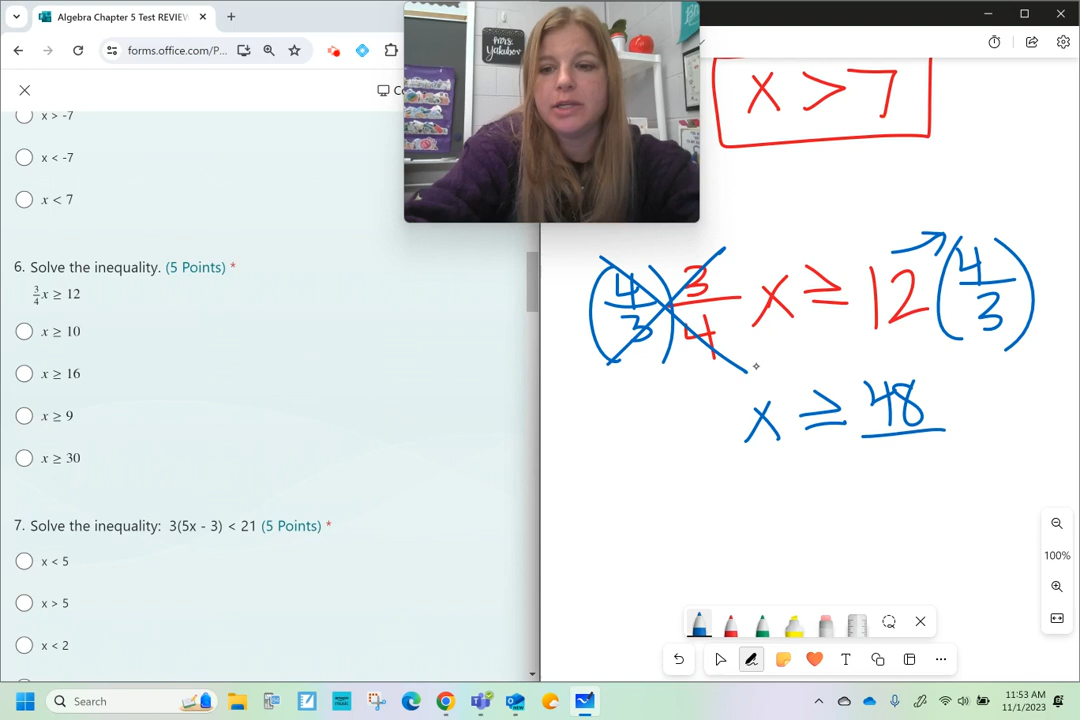 Algebra Chapter 5 Test REVIEW
forms.office.com/P...
x > -7
x < -7
x < 7
6. Solve the inequality. (5 Points) *
3/4 x ≥ 12
x ≥ 10
x ≥ 16
x ≥ 9
x ≥ 30
7. Solve the inequality: 3(5x - 3) < 21 (5 Points) *
x < 5
x > 5
x < 2
Mrs. Yakubov
x > 7
(4/3) 3/4 x ≥ 12 (4/3)
x ≥ 48
100%
Search
11:53 AM
11/1/2023